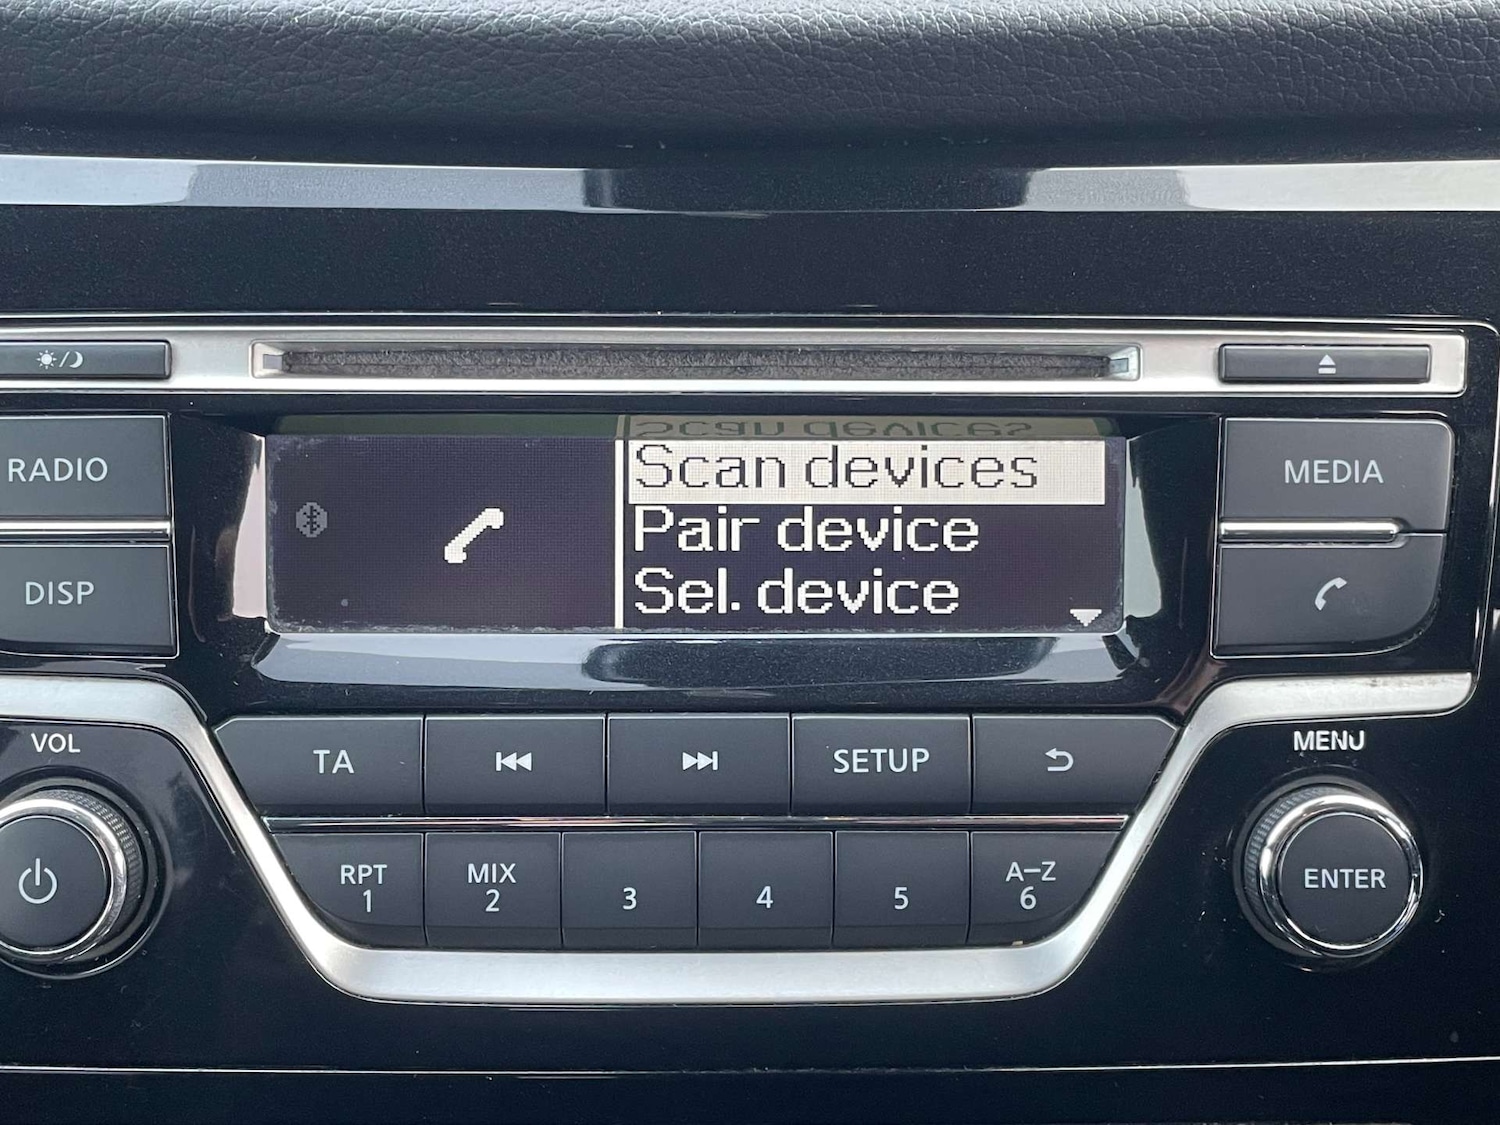 RADIO
DISP
Scan devices
Pair device
Sel. device
MEDIA
VOL
TA
SETUP
MENU
RPT
1
MIX
2
3
4
5
A-Z
6
ENTER